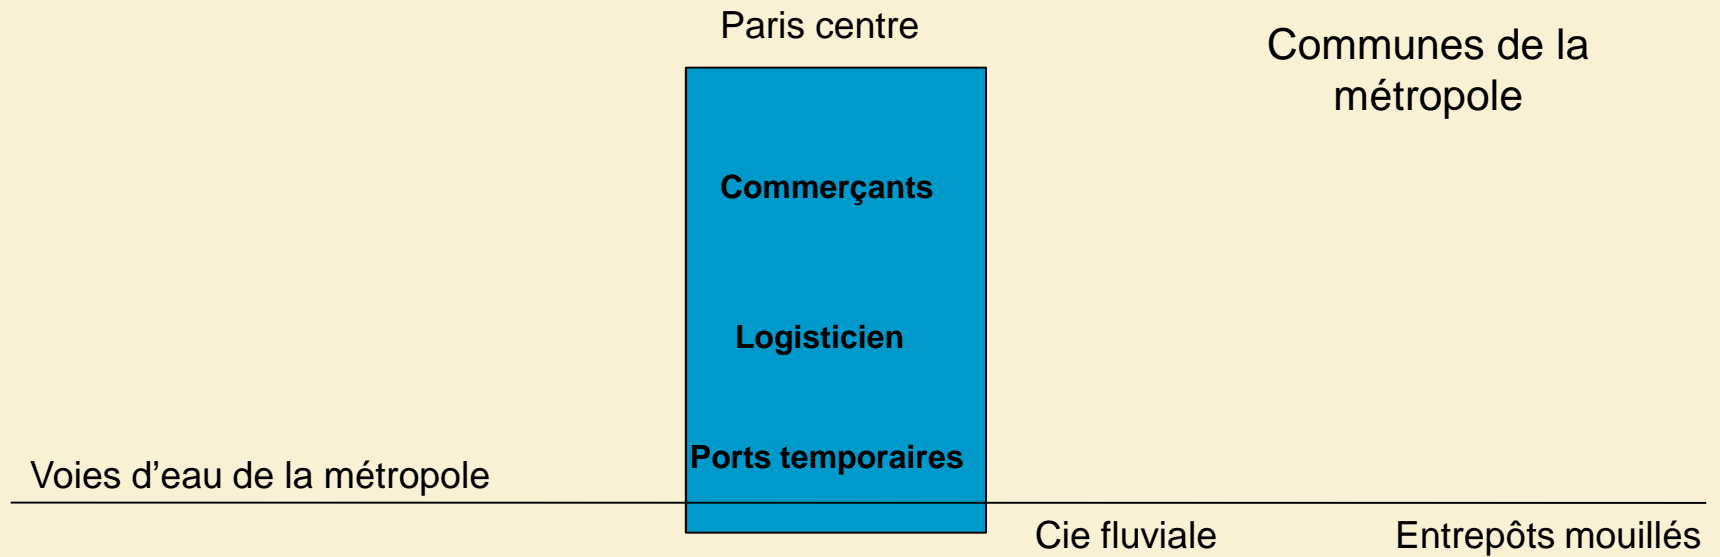 Paris centre
Communes de la
métropole
Commerçants
Logisticien
Ports temporaires
Voies d'eau de la métropole
Cie fluviale
Entrepôts mouillés